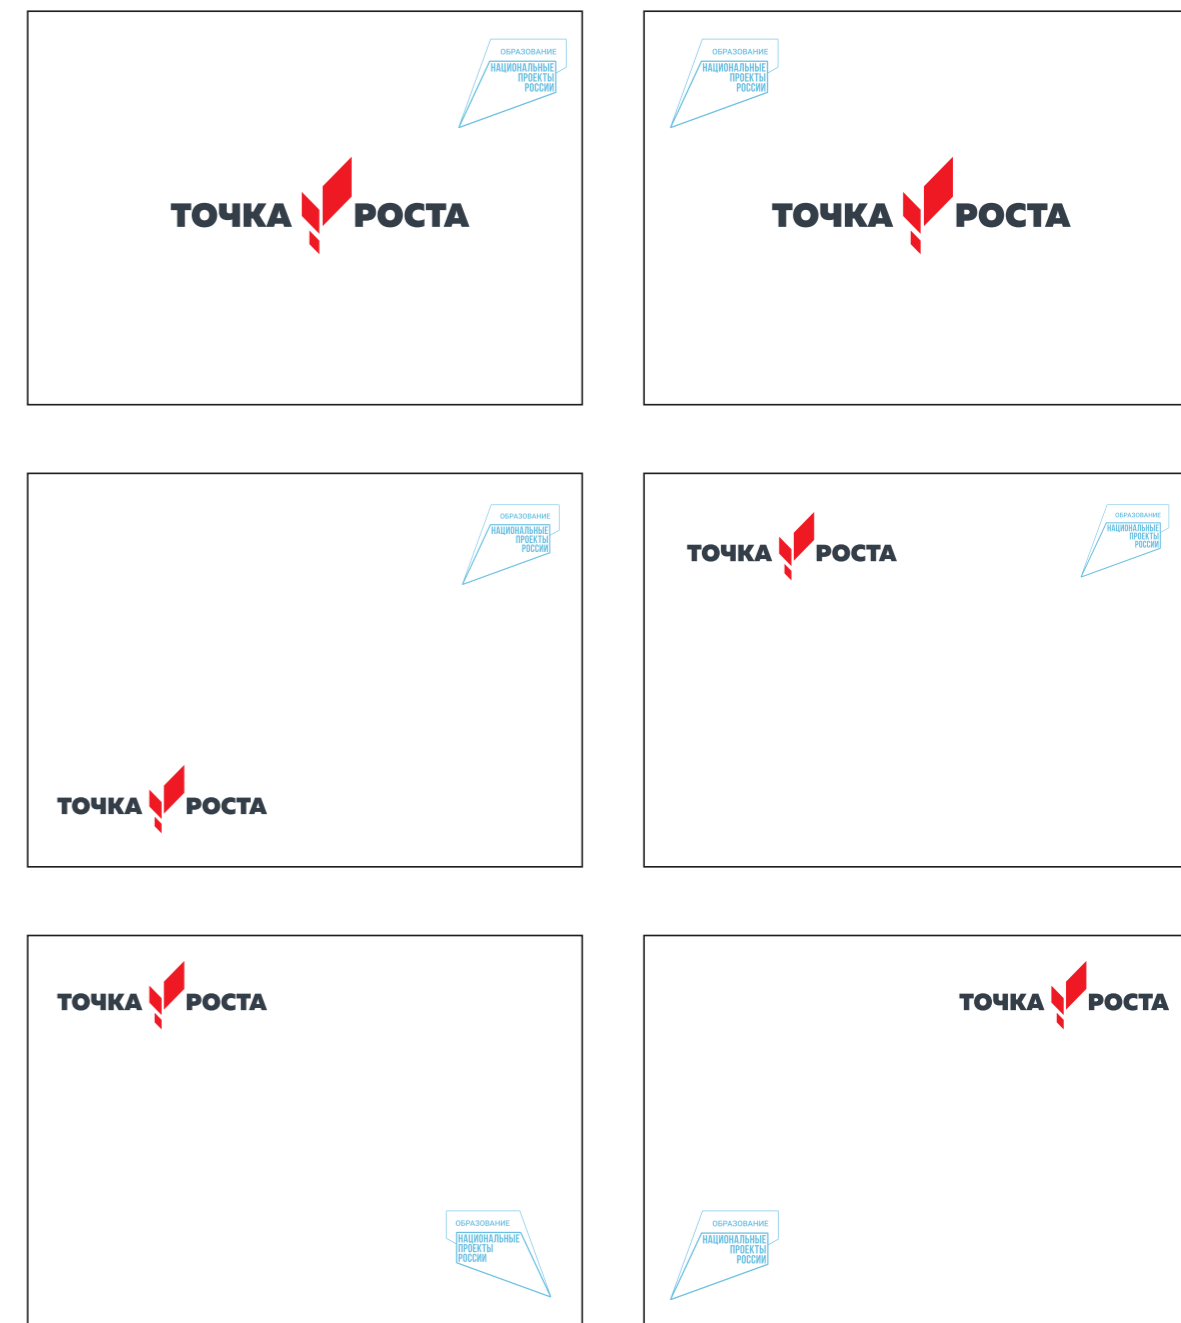 ОБРАЗОВАНИЕ
НАЦИОНАЛЬНЫЕ
ПРОЕКТЫ
РОССИИ
ТОЧКА РОСТА
ОБРАЗОВАНИЕ
НАЦИОНАЛЬНЫЕ
ПРОЕКТЫ
РОССИИ
ТОЧКА РОСТА
ОБРАЗОВАНИЕ
НАЦИОНАЛЬНЫЕ
ПРОЕКТЫ
РОССИИ
ТОЧКА РОСТА
ТОЧКА РОСТА
ОБРАЗОВАНИЕ
НАЦИОНАЛЬНЫЕ
ПРОЕКТЫ
РОССИИ
ТОЧКА РОСТА
ОБРАЗОВАНИЕ
НАЦИОНАЛЬНЫЕ
ПРОЕКТЫ
РОССИИ
ТОЧКА РОСТА
ОБРАЗОВАНИЕ
НАЦИОНАЛЬНЫЕ
ПРОЕКТЫ
РОССИИ